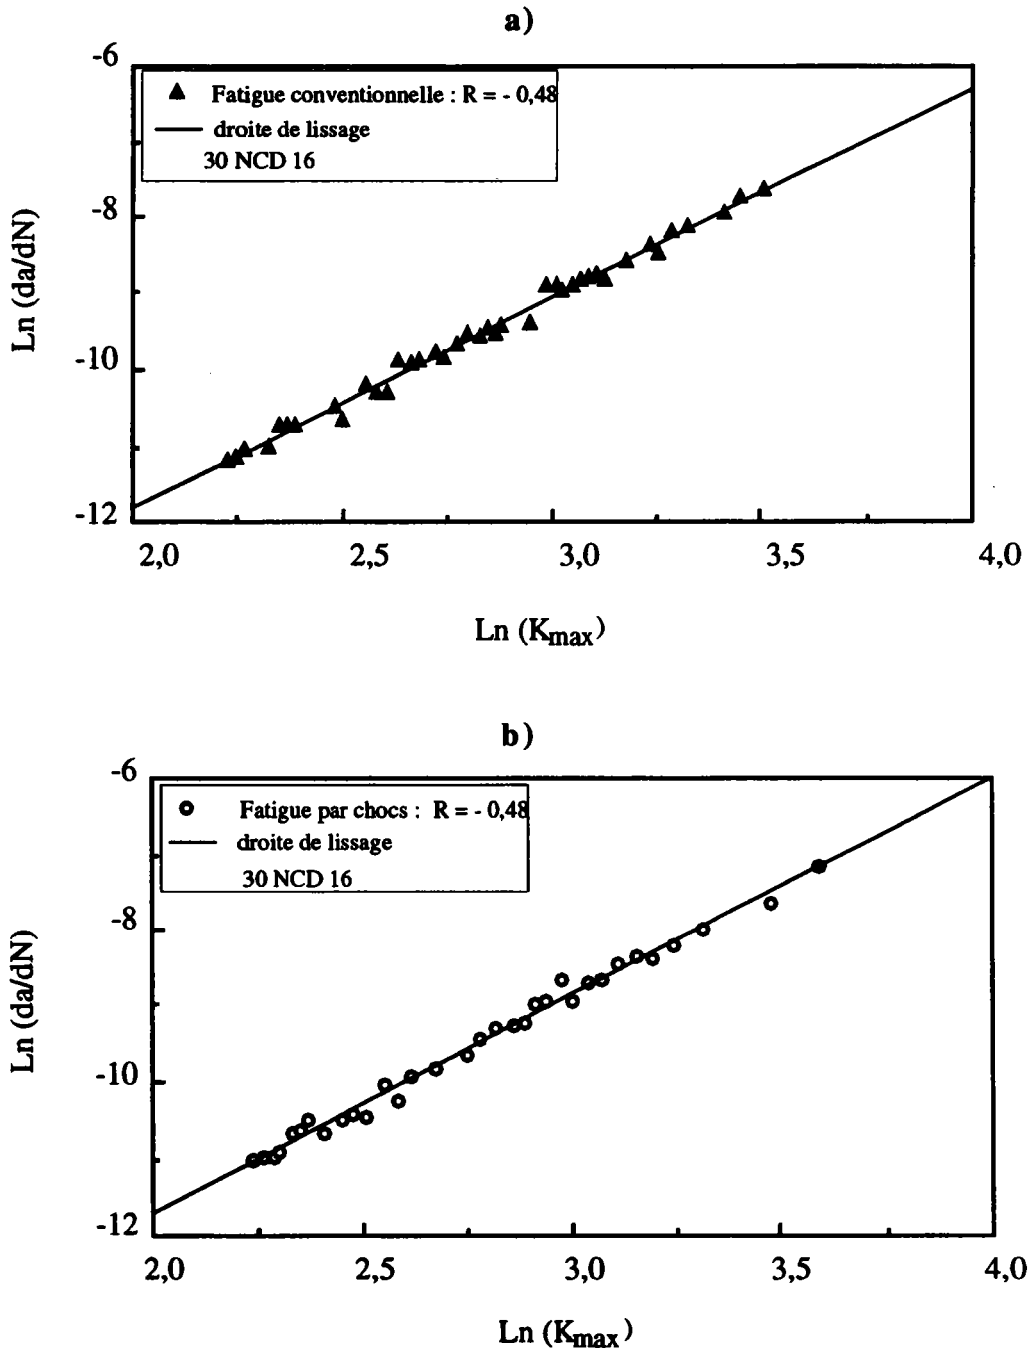 a)
-6
Fatigue conventionnelle : R = - 0,48
droite de lissage
30 NCD 16
-8
Ln (da/dN)
-10
-12
2,0 2,5 3,0 3,5 4,0
Ln (Kmax)
b)
-6
Fatigue par chocs : R = - 0,48
droite de lissage
30 NCD 16
-8
Ln (da/dN)
-10
-12
2,0 2,5 3,0 3,5 4,0
Ln (Kmax)